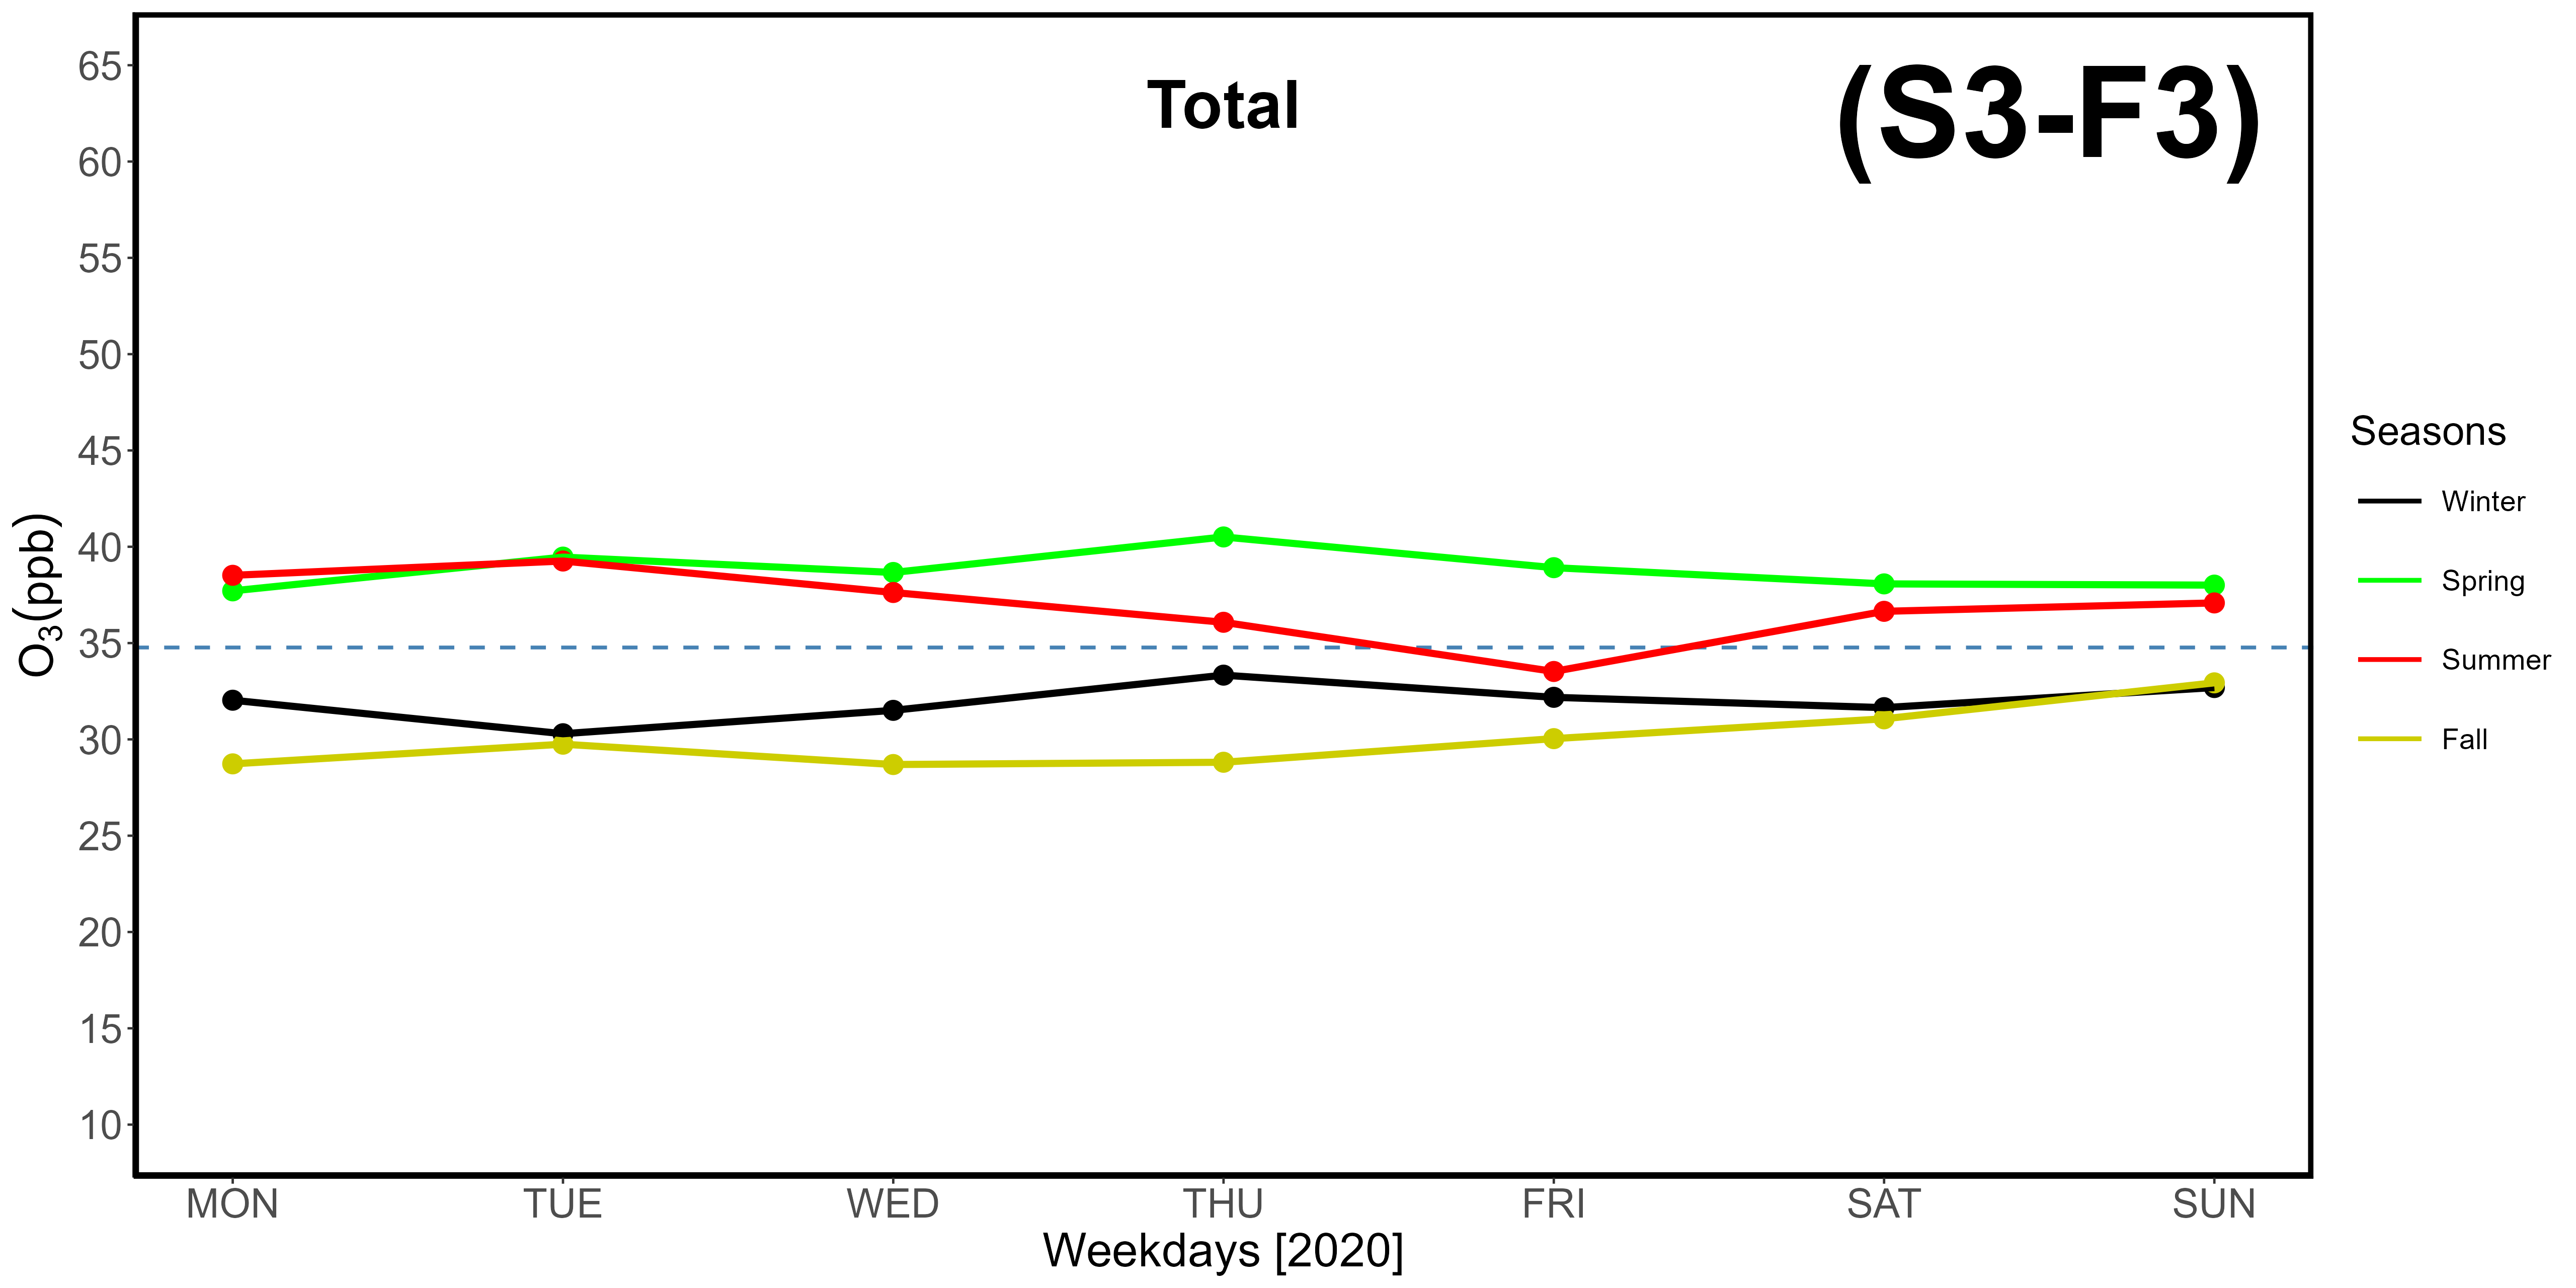 Total
(S3-F3)
O₃(ppb)
65
60
55
50
45
40
35
30
25
20
15
10
MON TUE WED THU FRI SAT SUN
Weekdays [2020]
Seasons
Winter
Spring
Summer
Fall